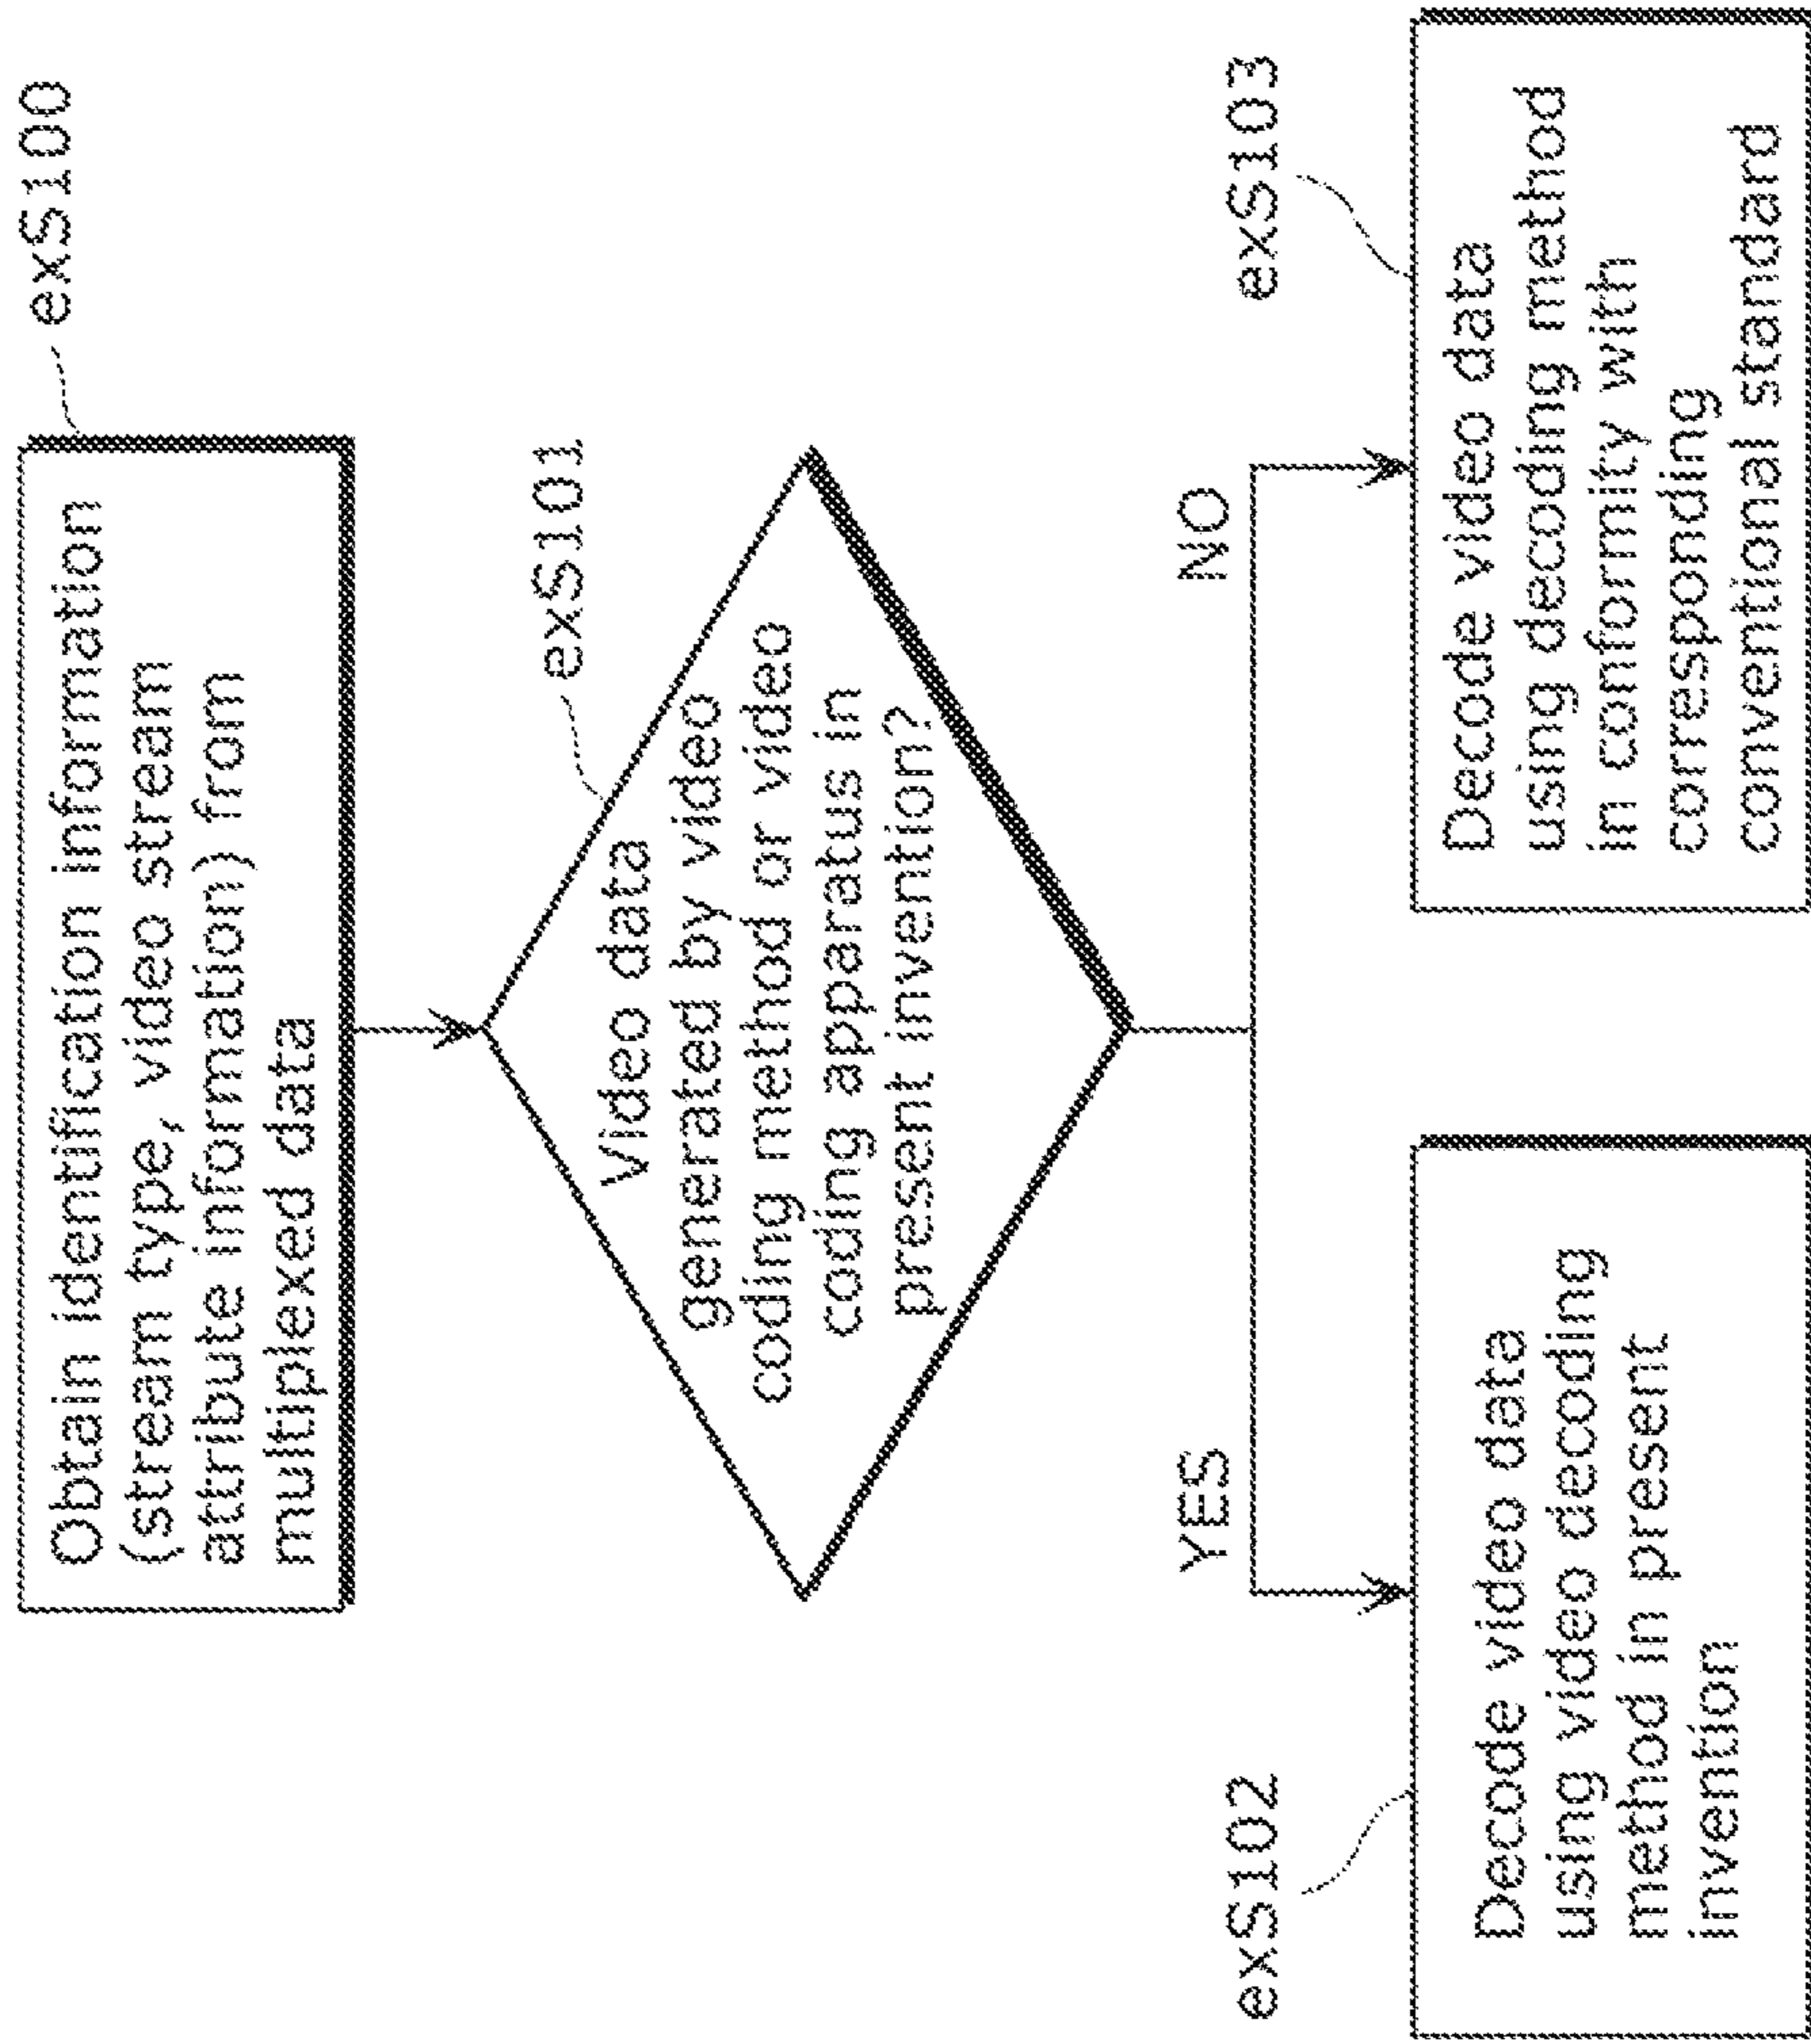 exS100
Obtain identification information
(stream type, video stream
attribute information) from
multiplexed data
exS101
Video data
generated by video
coding method or video
coding apparatus in
present invention?
YES
NO
exS102
Decode video data
using video decoding
method in present
invention
exS103
Decode video data
using decoding method
in conformity with
corresponding
conventional standard